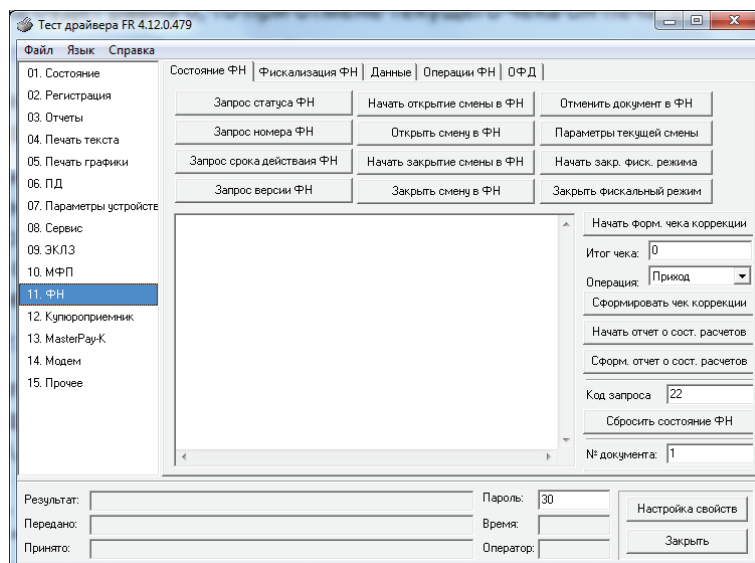 Тест драйвера FR 4.12.0.479
Файл Язык Справка
01. Состояние
02. Регистрация
03. Отчеты
04. Печать текста
05. Печать графики
06. ПД
07. Параметры устройств
08. Сервис
09. ЭКЛЗ
10. МФП
11. ФН
12. Купюроприемник
13. MasterPay-K
14. Модем
15. Прочее
Состояние ФН Фискализация ФН Данные Операции ФН ОФД
Запрос статуса ФН Начать открытие смены в ФН Отменить документ в ФН
Запрос номера ФН Открыть смену в ФН Параметры текущей смены
Запрос срока действаия ФН Начать закрытие смены в ФН Начать закр. фиск. режима
Запрос версии ФН Закрыть смену в ФН Закрыть фискальный режим
Начать форм. чека коррекции
Итог чека: 0
Операция: Приход
Сформировать чек коррекции
Начать отчет о сост. расчетов
Сформ. отчет о сост. расчетов
Код запроса 22
Сбросить состояние ФН
№ документа: 1
Результат: Пароль: 30
Передано: Время:
Принято: Оператор:
Настройка свойств
Закрыть